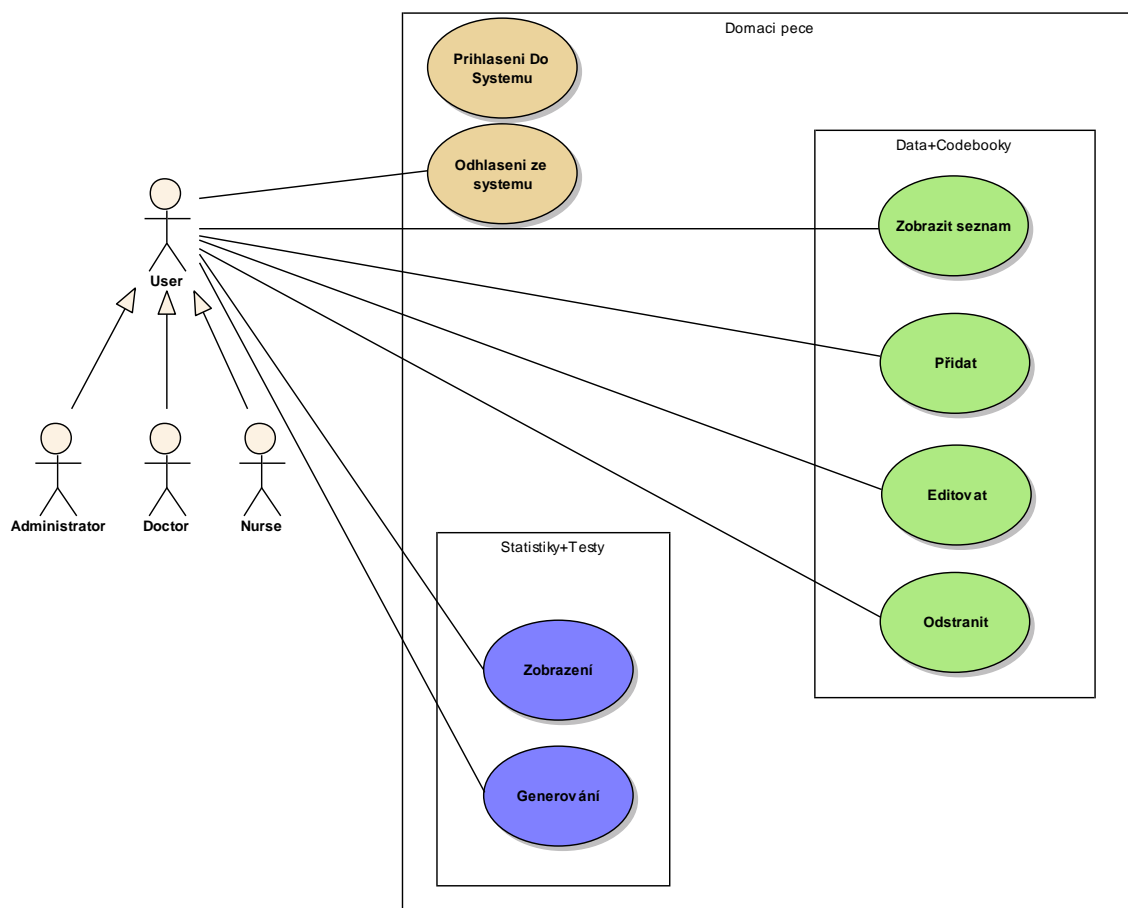 Domaci pece
Prihlaseni Do
Systemu
Odhlaseni ze
systemu
Data+Codebooky
Zobrazit seznam
User
Přidat
Editovat
Administrator
Doctor
Nurse
Statistiky+Testy
Odstranit
Zobrazení
Generování